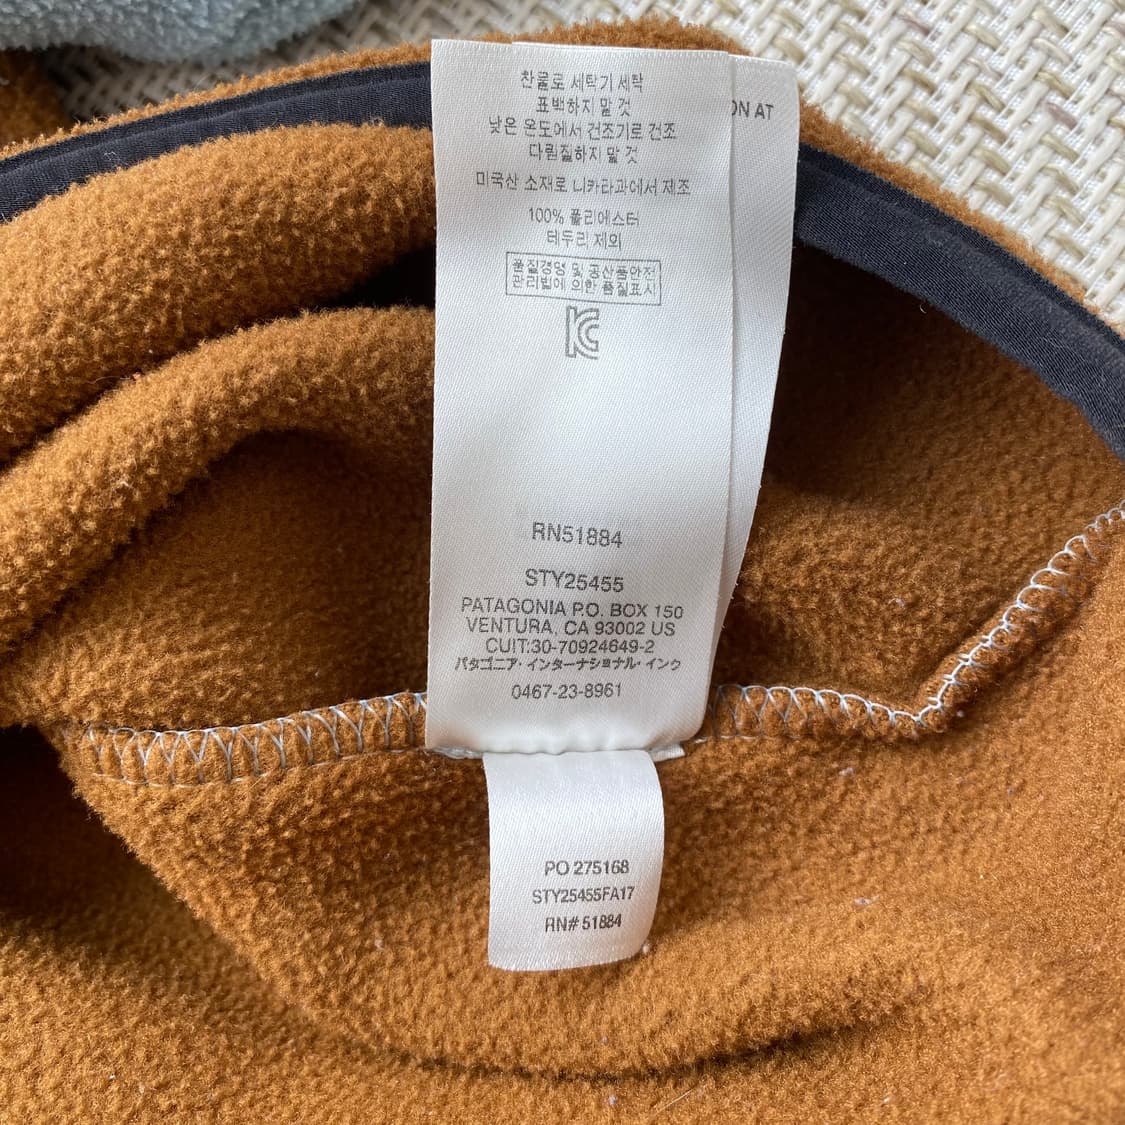 찬물로 세탁기 세탁
표백하지 말 것
낮은 온도에서 건조기로 건조
다림질하지 말 것
미국산 소재로 니카라과에서 제조
100% 폴리에스터
테두리 제외
품질경영 및 공산품안전
관리법에 의한 품질표시
KC
RN51884
STY25455
PATAGONIA P.O. BOX 150
VENTURA, CA 93002 US
CUIT:30-70924649-2
パタゴニア・インターナショナル・インク
0467-23-8961
ON AT
PO 275168
STY25455FA17
RN# 51884